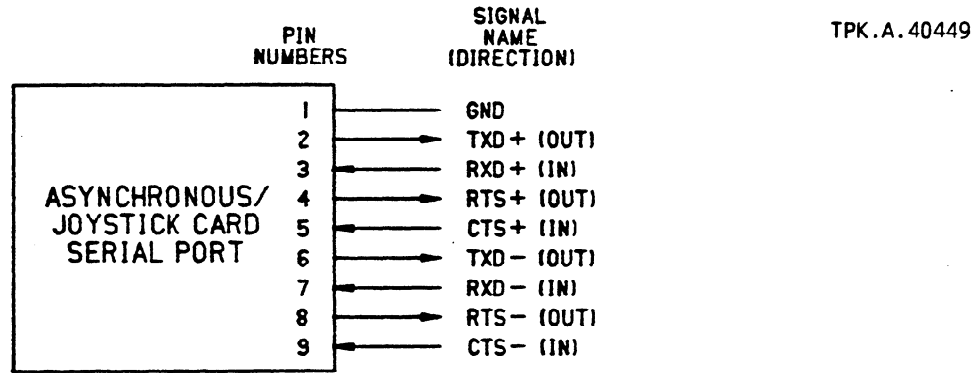 TPK.A.40449
PIN
NUMBERS
SIGNAL
NAME
(DIRECTION)
ASYNCHRONOUS/
JOYSTICK CARD
SERIAL PORT
1 GND
2 TXD+ (OUT)
3 RXD+ (IN)
4 RTS+ (OUT)
5 CTS+ (IN)
6 TXD- (OUT)
7 RXD- (IN)
8 RTS- (OUT)
9 CTS- (IN)